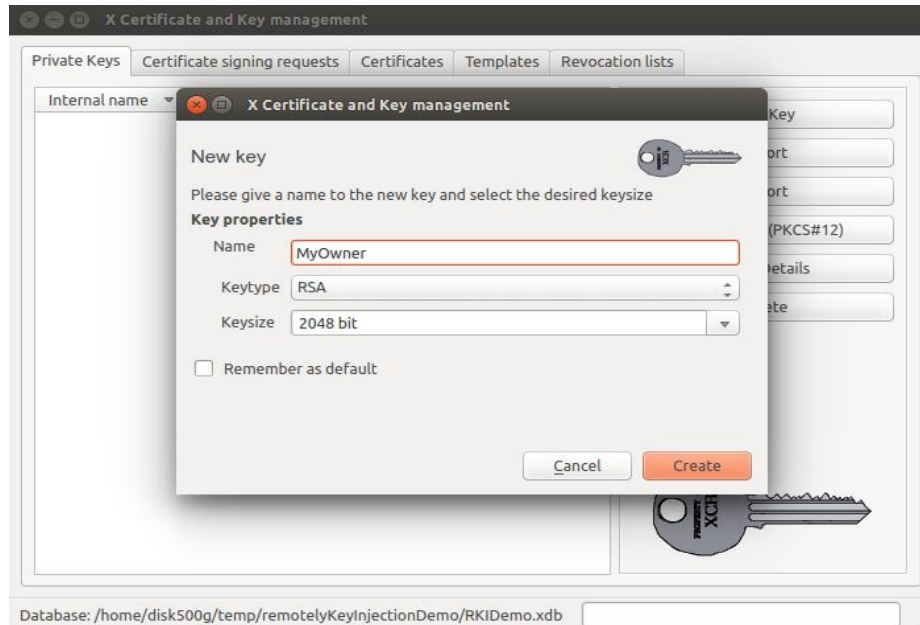 X Certificate and Key management
Private Keys Certificate signing requests Certificates Templates Revocation lists
Internal name
X Certificate and Key management
New key
Please give a name to the new key and select the desired keysize
Key properties
Name MyOwner
Keytype RSA
Keysize 2048 bit
Remember as default
Cancel Create
Key
ort
ort
(PKCS#12)
Details
ete
Database: /home/disk500g/temp/remotelyKeyInjectionDemo/RKIDemo.xdb